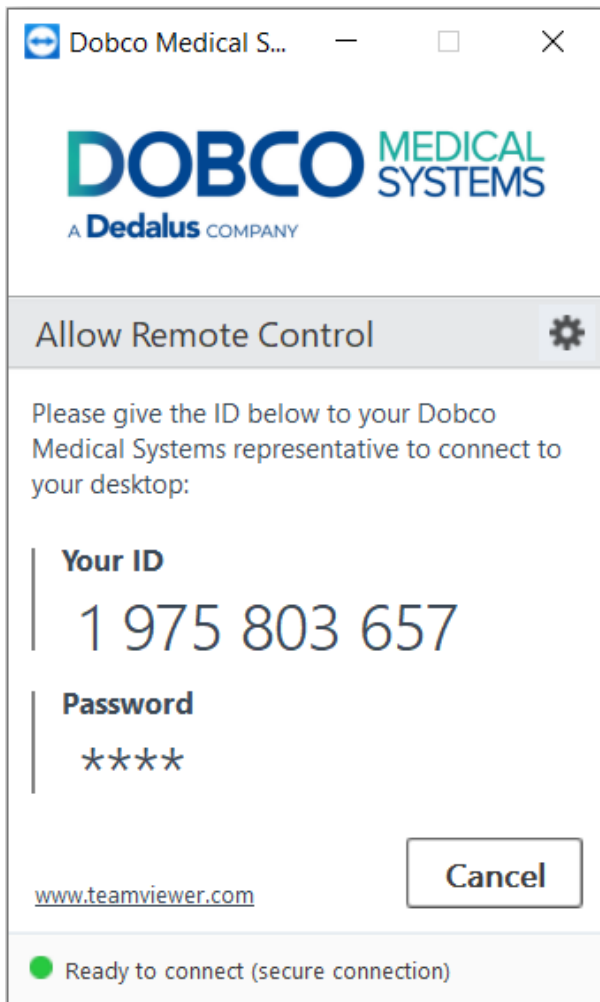 Dobco Medical S...
DOBCO MEDICAL SYSTEMS
A Dedalus COMPANY
Allow Remote Control
Please give the ID below to your Dobco
Medical Systems representative to connect to
your desktop:
Your ID
1 975 803 657
Password
****
www.teamviewer.com
Cancel
Ready to connect (secure connection)